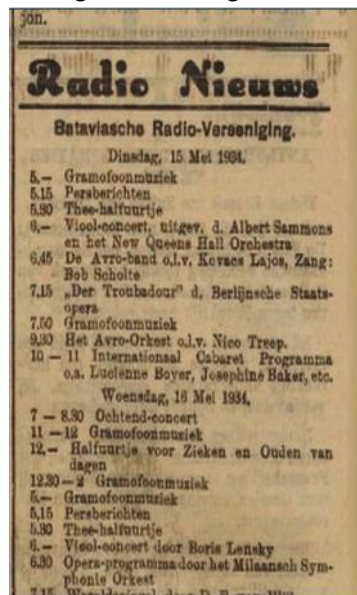 jon.
Radio Nieuws
Bataviasche Radio-Vereeniging.
Dinsdag, 15 Mei 1934.
5.— Gramofoonmuziek
5.15 Persberichten
5.30 Thee-halfuurtje
6,— Viool-concert, uitgev. d. Albert Sammons
en het New Queens Hall Orchestra
6,45 De Avro-band o.l.v. Kovacs Lajos, Zang:
Bob Scholte
7.15 „Der Troubadour" d. Berlijnsche Staats-
opera
7.50 Gramofoonmuziek
9.30 Het Avro-Orkest o.l.v. Nico Treep.
10 — 11 Internationaal Cabaret Programma
o.a. Lucienne Boyer, Josephine Baker, etc.
Woensdag, 16 Mei 1934.
7 — 8.30 Ochtend-concert
11 —12 Gramofoonmuziek
12,— Halfuurtje voor Zieken en Ouden van
dagen
12.30—2 Gramofoonmuziek
5.— Gramofoonmuziek
5.15 Persberichten
5.30 Thee-halfuurtje
6.— Viool-concert door Boris Lensky
6.30 Opera-programma door het Milaansch Sym-
phonie Orkest
7.15